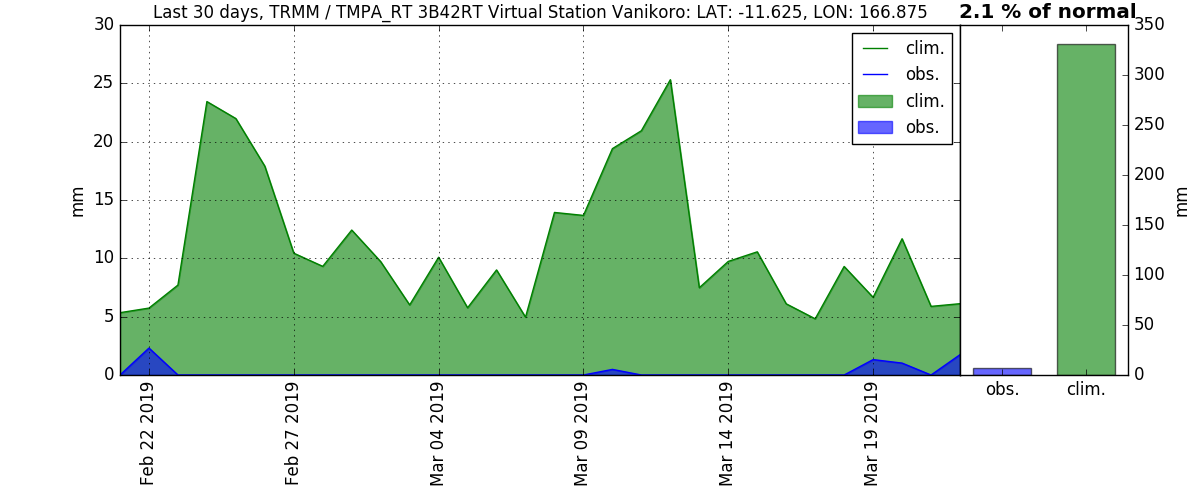 Last 30 days, TRMM / TMPA_RT 3B42RT Virtual Station Vanikoro: LAT: -11.625, LON: 166.875
2.1 % of normal
30
25
20
15
10
5
0
mm
clim.
obs.
clim.
obs.
Feb 22 2019
Feb 27 2019
Mar 04 2019
Mar 09 2019
Mar 14 2019
Mar 19 2019
350
300
250
200
150
100
50
0
mm
obs.
clim.